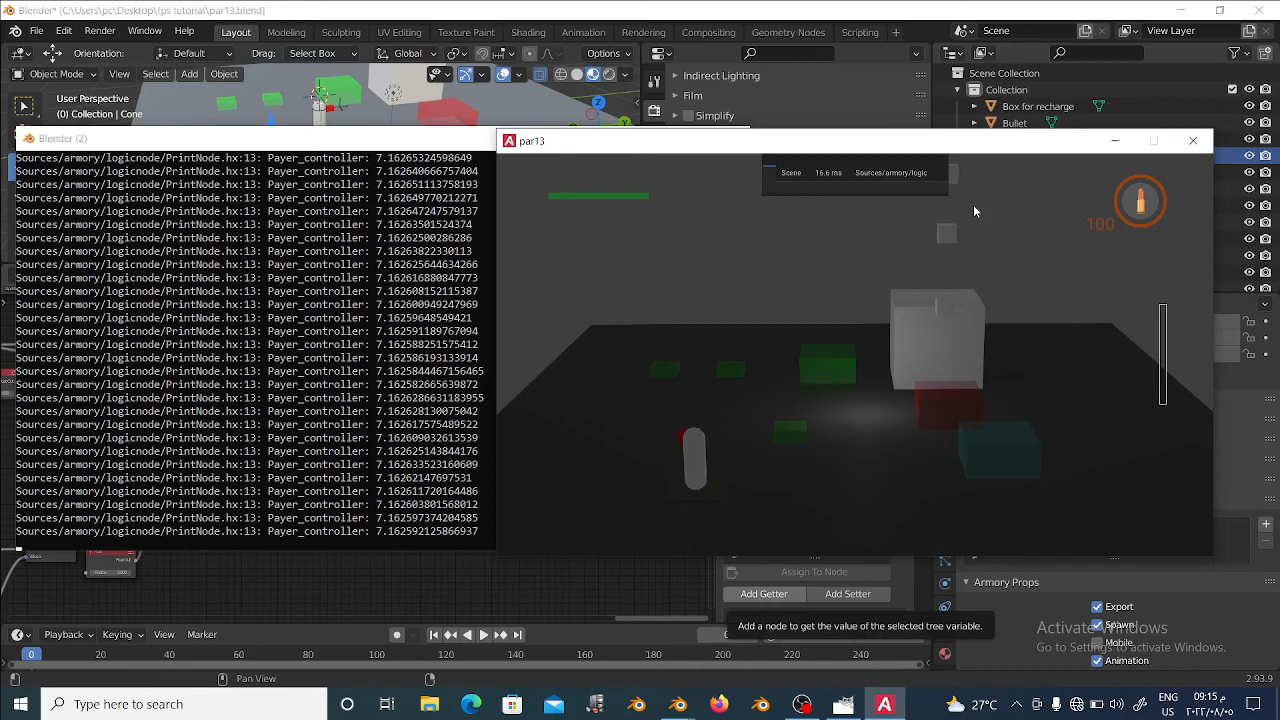 Blender* [C:\Users\pc\Desktop\fps tutorial\par13.blend]
File Edit Render Window Help Layout Modeling Sculpting UV Editing Texture Paint Shading Animation Rendering Compositing Geometry Nodes Scripting + Scene View Layer
Orientation: Default Drag: Select Box Global Options
Object Mode View Select Add Object
Indirect Lighting
Film
Simplify
Scene Collection
Collection
Box for recharge
Bullet
User Perspective
(0) Collection | Cone
Z
Blender (2)
Sources/armory/logicnode/PrintNode.hx:13: Payer_controller: 7.16265324598649
Sources/armory/logicnode/PrintNode.hx:13: Payer_controller: 7.162640666757404
Sources/armory/logicnode/PrintNode.hx:13: Payer_controller: 7.162651113758193
Sources/armory/logicnode/PrintNode.hx:13: Payer_controller: 7.162649770212271
Sources/armory/logicnode/PrintNode.hx:13: Payer_controller: 7.162647247579137
Sources/armory/logicnode/PrintNode.hx:13: Payer_controller: 7.16263501524374
Sources/armory/logicnode/PrintNode.hx:13: Payer_controller: 7.16262500286286
Sources/armory/logicnode/PrintNode.hx:13: Payer_controller: 7.16263822330113
Sources/armory/logicnode/PrintNode.hx:13: Payer_controller: 7.162625644634266
Sources/armory/logicnode/PrintNode.hx:13: Payer_controller: 7.162616880847773
Sources/armory/logicnode/PrintNode.hx:13: Payer_controller: 7.162608152115387
Sources/armory/logicnode/PrintNode.hx:13: Payer_controller: 7.162600949247969
Sources/armory/logicnode/PrintNode.hx:13: Payer_controller: 7.16259648549421
Sources/armory/logicnode/PrintNode.hx:13: Payer_controller: 7.162591189767094
Sources/armory/logicnode/PrintNode.hx:13: Payer_controller: 7.162588251575412
Sources/armory/logicnode/PrintNode.hx:13: Payer_controller: 7.162586193133914
Sources/armory/logicnode/PrintNode.hx:13: Payer_controller: 7.1625844467156465
Sources/armory/logicnode/PrintNode.hx:13: Payer_controller: 7.162582665639872
Sources/armory/logicnode/PrintNode.hx:13: Payer_controller: 7.1626286631183955
Sources/armory/logicnode/PrintNode.hx:13: Payer_controller: 7.162628130075042
Sources/armory/logicnode/PrintNode.hx:13: Payer_controller: 7.162617575489522
Sources/armory/logicnode/PrintNode.hx:13: Payer_controller: 7.162609032613539
Sources/armory/logicnode/PrintNode.hx:13: Payer_controller: 7.162625143844176
Sources/armory/logicnode/PrintNode.hx:13: Payer_controller: 7.162633523160609
Sources/armory/logicnode/PrintNode.hx:13: Payer_controller: 7.16262147697531
Sources/armory/logicnode/PrintNode.hx:13: Payer_controller: 7.162611720164486
Sources/armory/logicnode/PrintNode.hx:13: Payer_controller: 7.162603801568012
Sources/armory/logicnode/PrintNode.hx:13: Payer_controller: 7.162597374204585
Sources/armory/logicnode/PrintNode.hx:13: Payer_controller: 7.162592125866937
par13
Scene 16.6 ms Sources/armory/logic
100
Assign To Node
Add Getter Add Setter
Add a node to get the value of the selected tree variable.
Armory Props
Export
Spawn
Mobile
Animation
Activate Windows
Go to Settings to activate Windows.
Playback Keying View Marker
0 20 40 60 80 100 120 140 160 180 200 220 240
Pan View
2.93.9
Type here to search
27°C ENG 09:15 م
US ٢٠٢٢/٠٨/٠٥